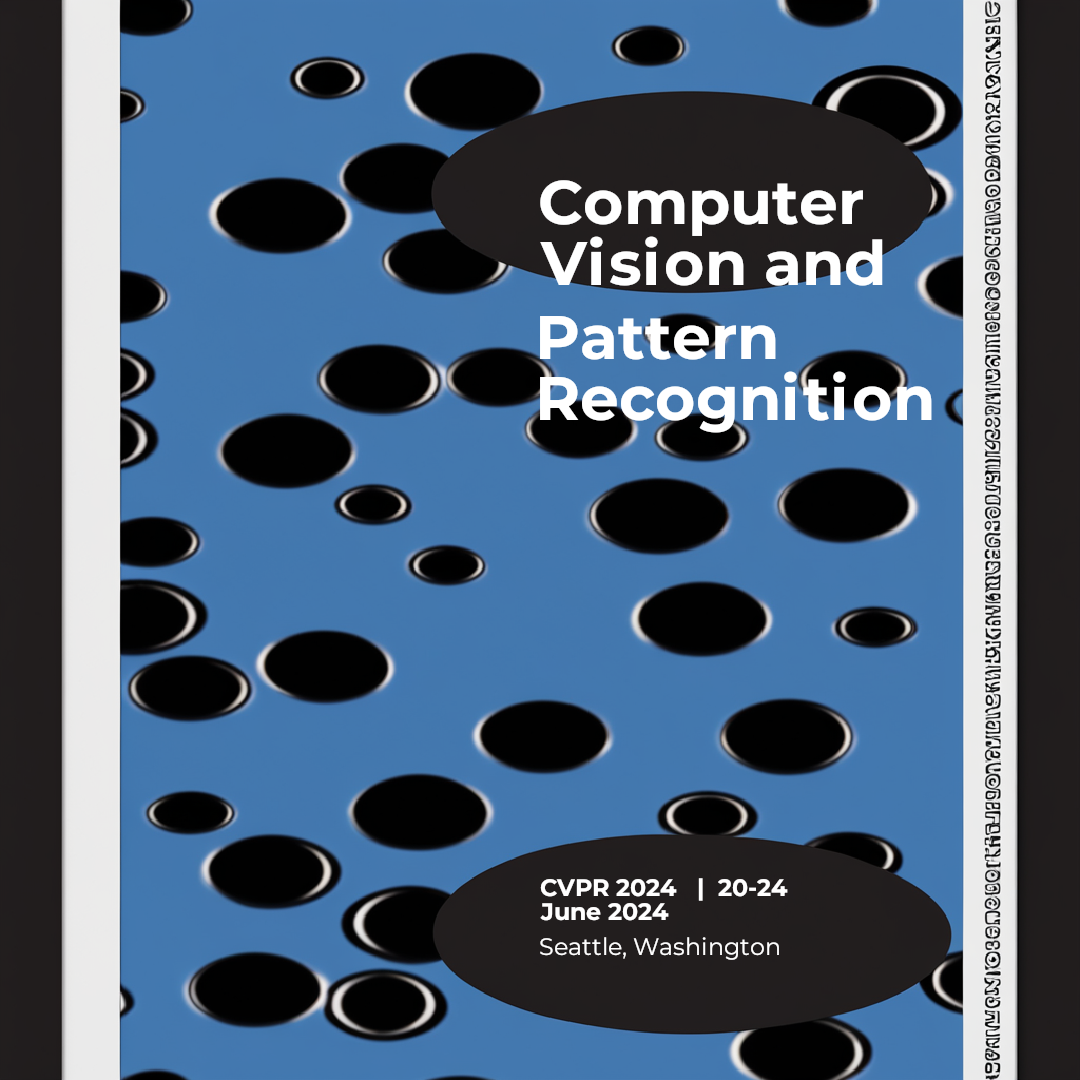 Computer
Vision and
Pattern
Recognition
CVPR 2024 | 20-24
June 2024
Seattle, Washington